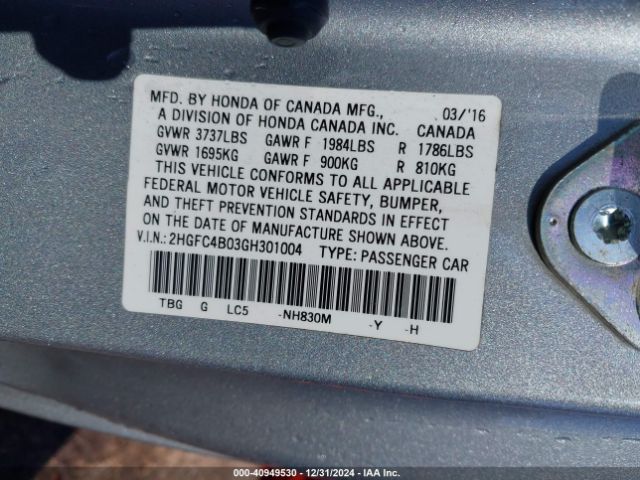 MFD. BY HONDA OF CANADA MFG., 03/'16
A DIVISION OF HONDA CANADA INC. CANADA
GVWR 3737LBS GAWR F 1984LBS R 1786LBS
GVWR 1695KG GAWR F 900KG R 810KG
THIS VEHICLE CONFORMS TO ALL APPLICABLE
FEDERAL MOTOR VEHICLE SAFETY, BUMPER,
AND THEFT PREVENTION STANDARDS IN EFFECT
ON THE DATE OF MANUFACTURE SHOWN ABOVE.
V.I.N.: 2HGFC4B03GH301004 TYPE: PASSENGER CAR
TBG G LC5 -NH830M -Y -H
000-40949530 - 12/31/2024 - IAA Inc.